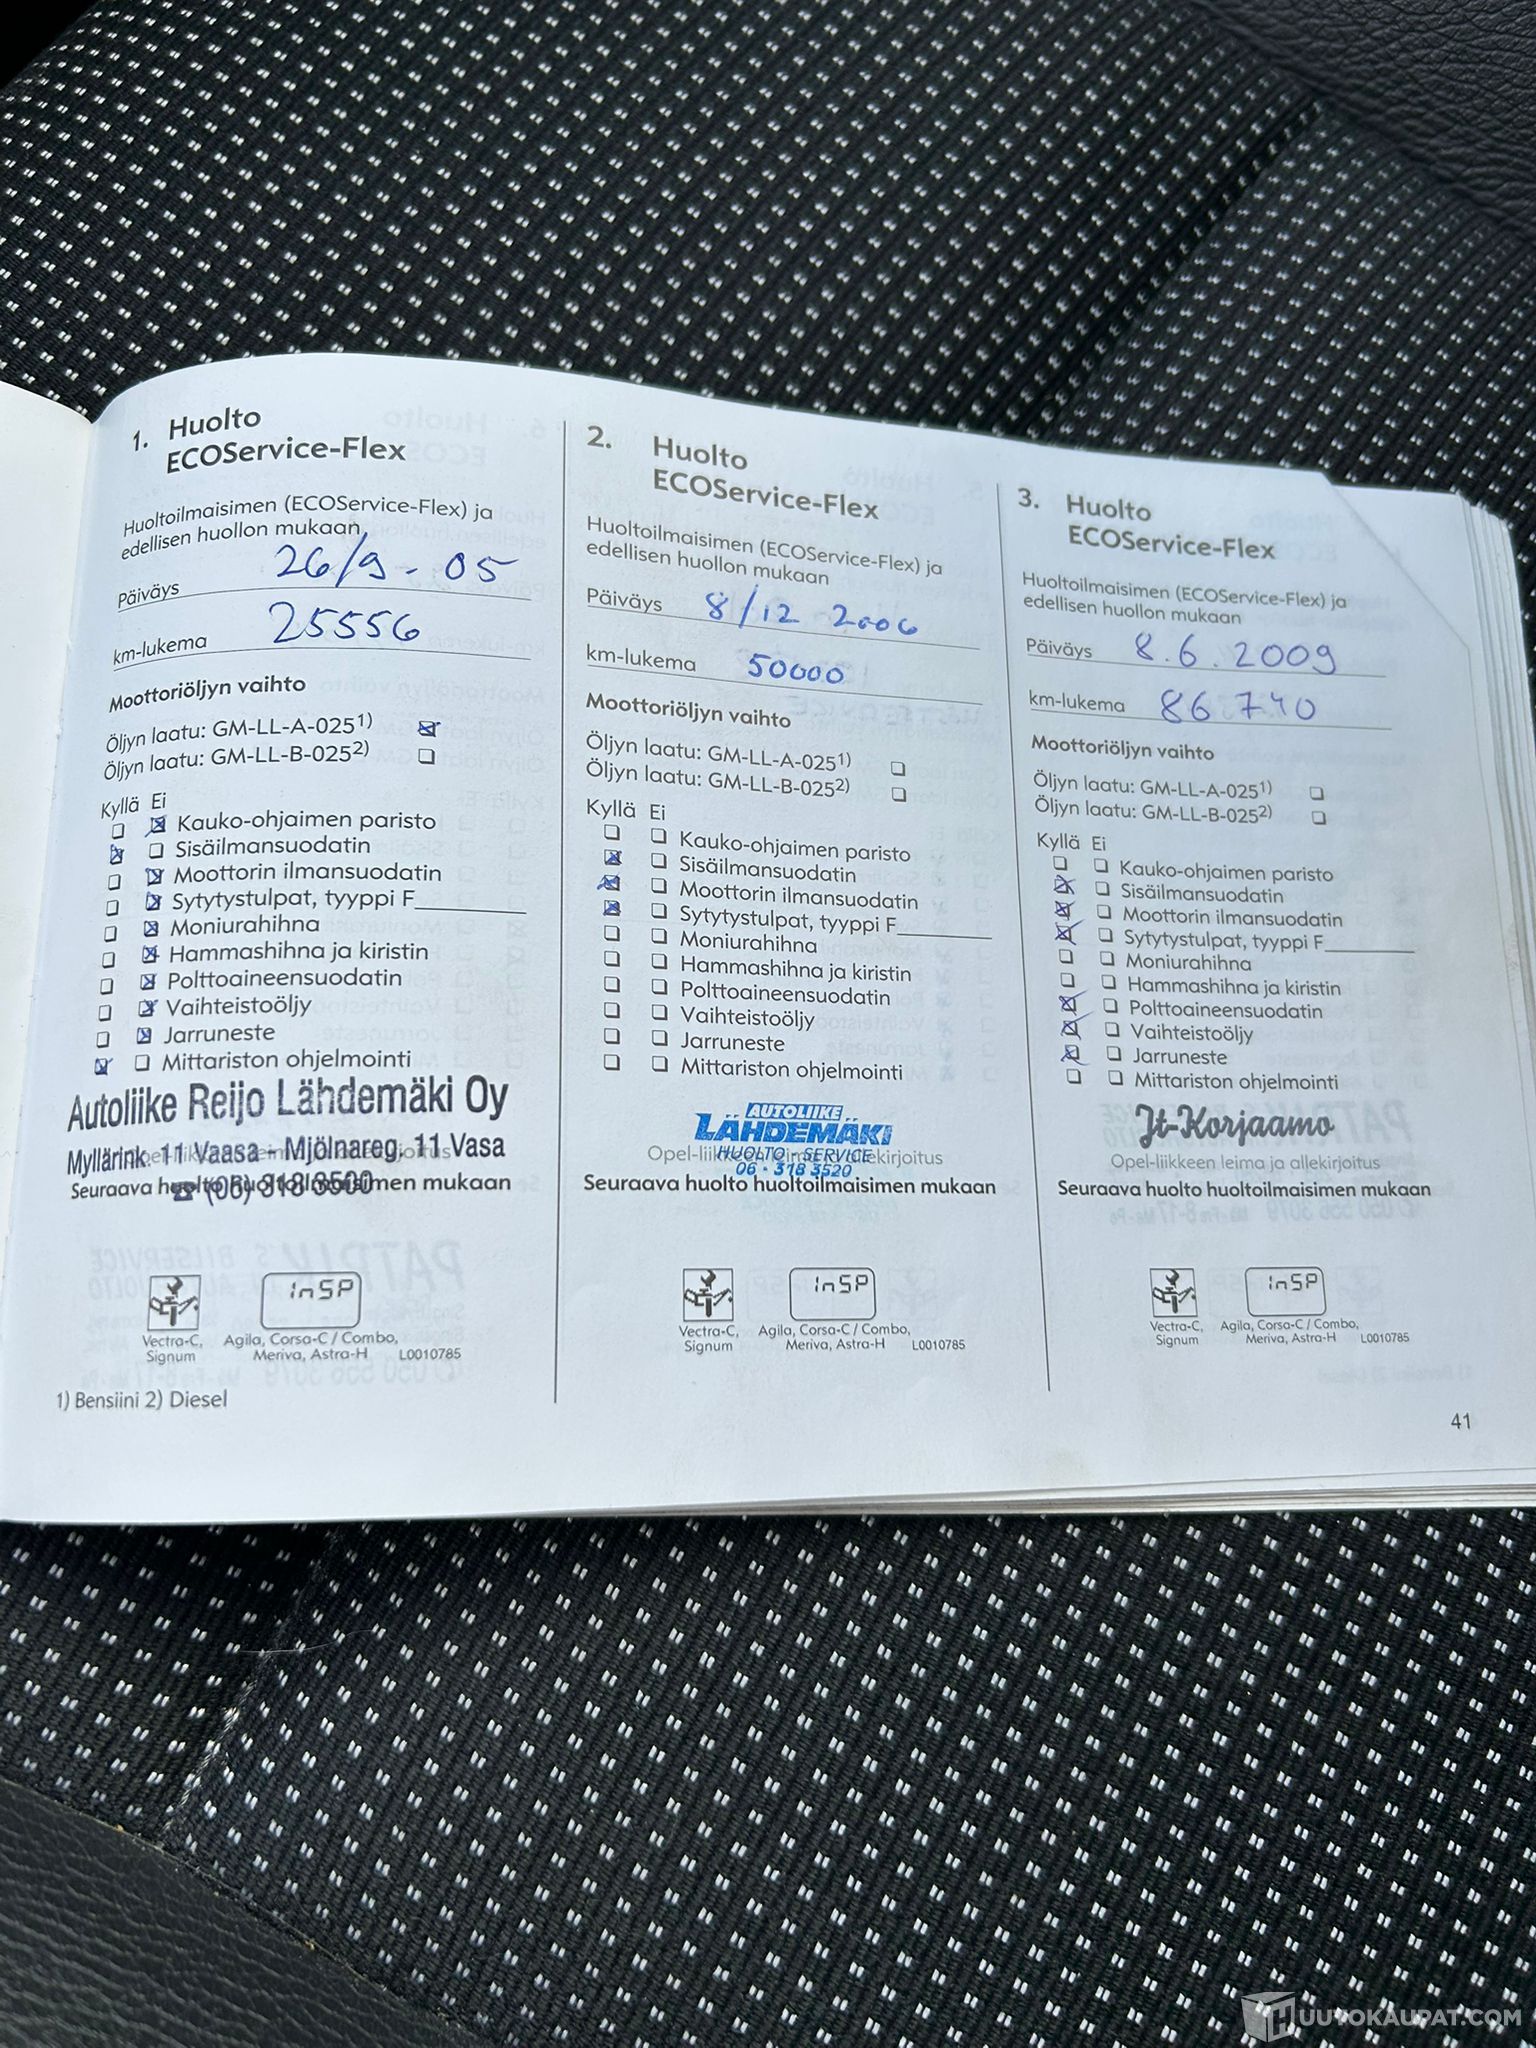 1. Huolto
ECOService-Flex
Huoltoilmaisimen (ECOService-Flex) ja
edellisen huollon mukaan
Päiväys 26/9 - 05
km-lukema 25556
Moottoriöljyn vaihto
Öljyn laatu: GM-LL-A-025¹⁾
Öljyn laatu: GM-LL-B-025²⁾
Kyllä Ei
Kauko-ohjaimen paristo
Sisäilmansuodatin
Moottorin ilmansuodatin
Sytytystulpat, tyyppi F
Moniurahihna
Hammashihna ja kiristin
Polttoaineensuodatin
Vaihteistoöljy
Jarruneste
Mittariston ohjelmointi
Autoliike Reijo Lähdemäki Oy
Myllärink. 11 Vaasa - Mjölnareg. 11 Vasa
☎ (06) 318 3500
Seuraava huolto huoltoilmaisimen mukaan
InSP
Vectra-C,
Signum
Agila, Corsa-C / Combo,
Meriva, Astra-H L0010785
1) Bensiini 2) Diesel
2. Huolto
ECOService-Flex
Huoltoilmaisimen (ECOService-Flex) ja
edellisen huollon mukaan
Päiväys 8/12 2006
km-lukema 50000
Moottoriöljyn vaihto
Öljyn laatu: GM-LL-A-025¹⁾
Öljyn laatu: GM-LL-B-025²⁾
Kyllä Ei
Kauko-ohjaimen paristo
Sisäilmansuodatin
Moottorin ilmansuodatin
Sytytystulpat, tyyppi F
Moniurahihna
Hammashihna ja kiristin
Polttoaineensuodatin
Vaihteistoöljy
Jarruneste
Mittariston ohjelmointi
AUTOLIIKE
LÄHDEMÄKI
HUOLTO - SERVICE
06 - 318 3520
Opel-liikkeen leima ja allekirjoitus
Seuraava huolto huoltoilmaisimen mukaan
InSP
Vectra-C,
Signum
Agila, Corsa-C / Combo,
Meriva, Astra-H L0010785
3. Huolto
ECOService-Flex
Huoltoilmaisimen (ECOService-Flex) ja
edellisen huollon mukaan
Päiväys 8.6.2009
km-lukema 86740
Moottoriöljyn vaihto
Öljyn laatu: GM-LL-A-025¹⁾
Öljyn laatu: GM-LL-B-025²⁾
Kyllä Ei
Kauko-ohjaimen paristo
Sisäilmansuodatin
Moottorin ilmansuodatin
Sytytystulpat, tyyppi F
Moniurahihna
Hammashihna ja kiristin
Polttoaineensuodatin
Vaihteistoöljy
Jarruneste
Mittariston ohjelmointi
Jt-Korjaamo
Opel-liikkeen leima ja allekirjoitus
Seuraava huolto huoltoilmaisimen mukaan
InSP
Vectra-C,
Signum
Agila, Corsa-C / Combo,
Meriva, Astra-H L0010785
41
HUUTOKAUPAT.COM